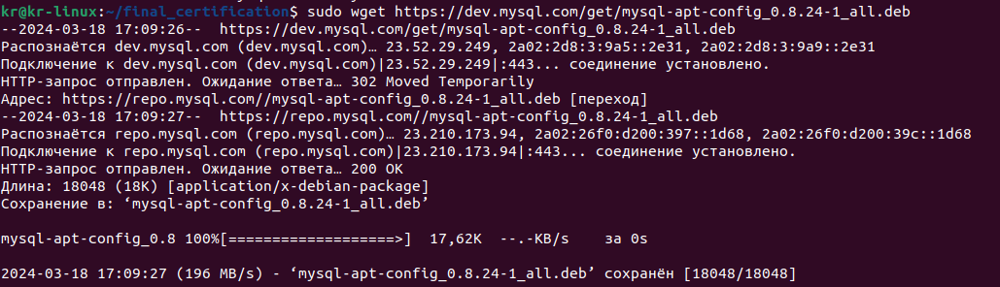 kr@kr-linux:~/final_certification$ sudo wget https://dev.mysql.com/get/mysql-apt-config_0.8.24-1_all.deb
--2024-03-18 17:09:26--  https://dev.mysql.com/get/mysql-apt-config_0.8.24-1_all.deb
Распознаётся dev.mysql.com (dev.mysql.com)… 23.52.29.249, 2a02:2d8:3:9a5::2e31, 2a02:2d8:3:9a9::2e31
Подключение к dev.mysql.com (dev.mysql.com)|23.52.29.249|:443... соединение установлено.
HTTP-запрос отправлен. Ожидание ответа… 302 Moved Temporarily
Адрес: https://repo.mysql.com//mysql-apt-config_0.8.24-1_all.deb [переход]
--2024-03-18 17:09:27--  https://repo.mysql.com//mysql-apt-config_0.8.24-1_all.deb
Распознаётся repo.mysql.com (repo.mysql.com)… 23.210.173.94, 2a02:26f0:d200:397::1d68, 2a02:26f0:d200:39c::1d68
Подключение к repo.mysql.com (repo.mysql.com)|23.210.173.94|:443... соединение установлено.
HTTP-запрос отправлен. Ожидание ответа… 200 OK
Длина: 18048 (18K) [application/x-debian-package]
Сохранение в: ‘mysql-apt-config_0.8.24-1_all.deb’
mysql-apt-config_0.8 100%[===================>]  17,62K  --.-KB/s    за 0s
2024-03-18 17:09:27 (196 MB/s) - ‘mysql-apt-config_0.8.24-1_all.deb’ сохранён [18048/18048]